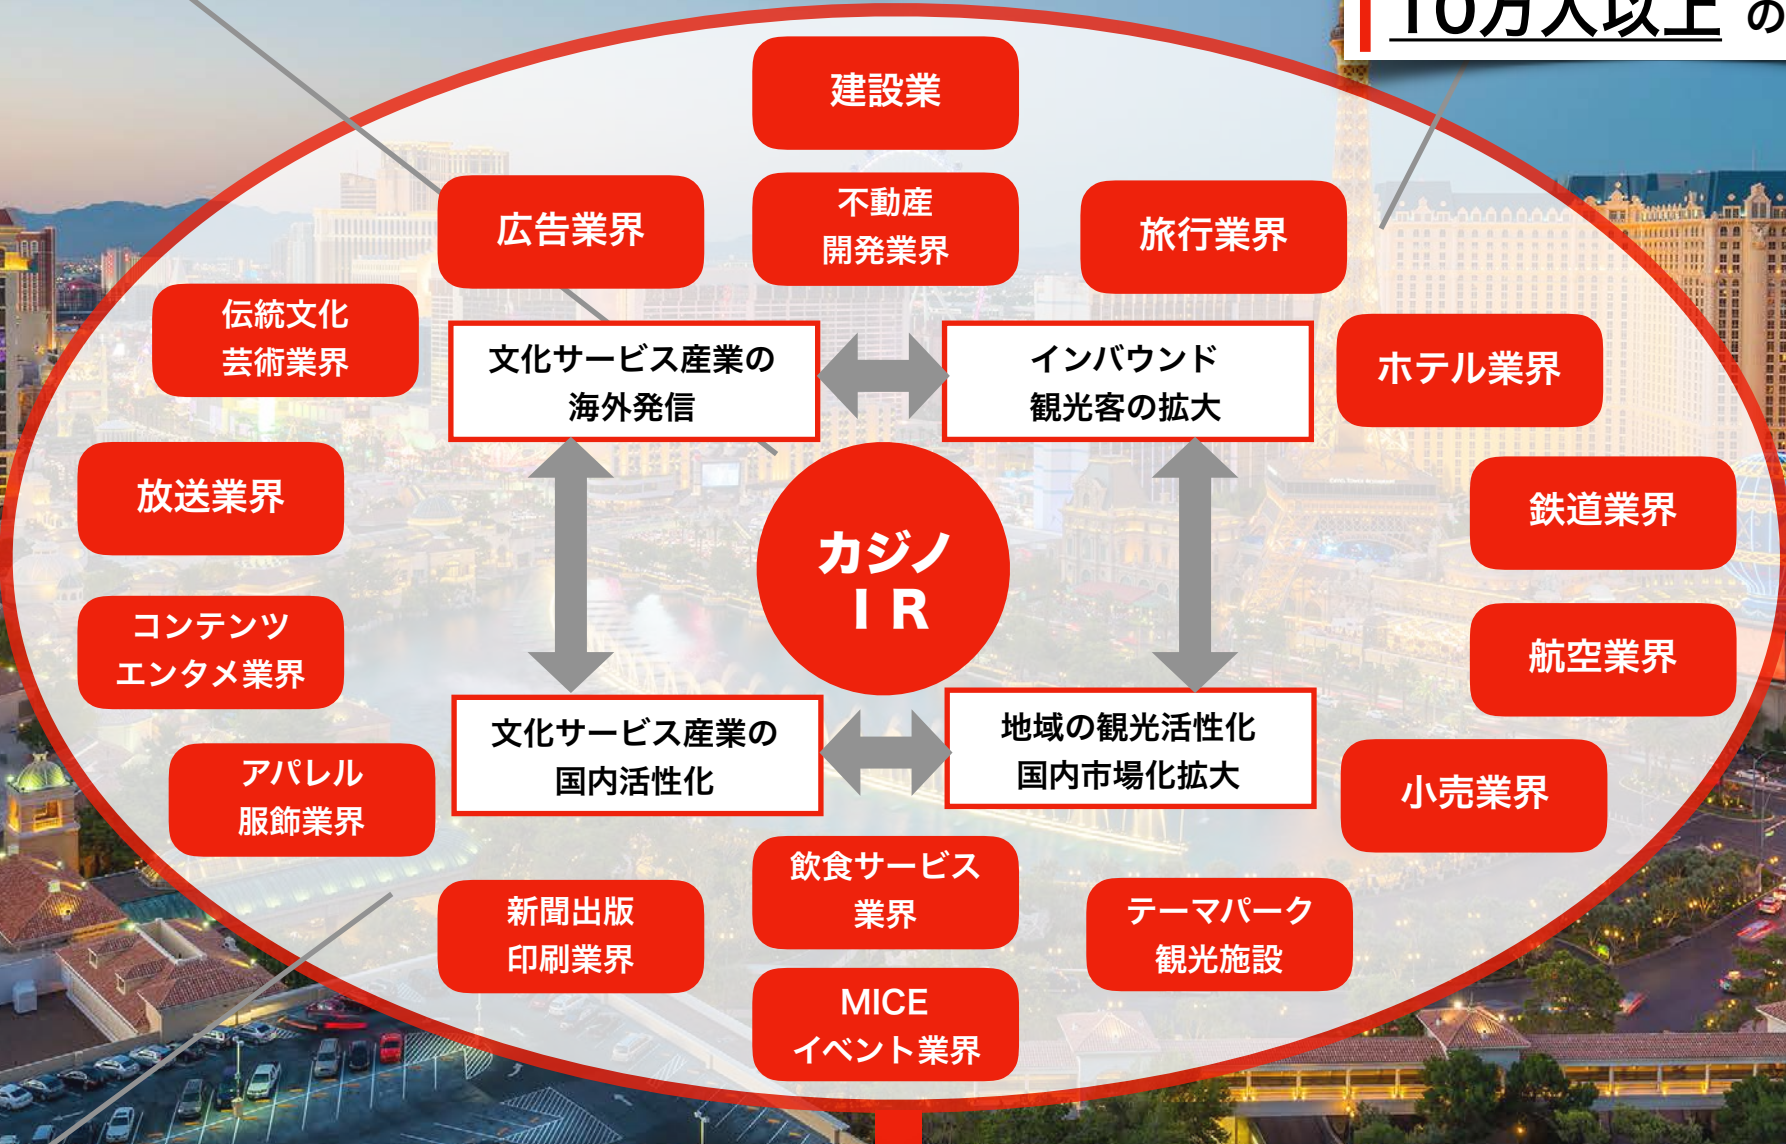 10万人以上 の
建設業
広告業界
不動産
開発業界
旅行業界
伝統文化
芸術業界
文化サービス産業の
海外発信
インバウンド
観光客の拡大
ホテル業界
放送業界
カジノ
IR
鉄道業界
コンテンツ
エンタメ業界
航空業界
文化サービス産業の
国内活性化
地域の観光活性化
国内市場化拡大
アパレル
服飾業界
小売業界
新聞出版
印刷業界
飲食サービス
業界
テーマパーク
観光施設
MICE
イベント業界